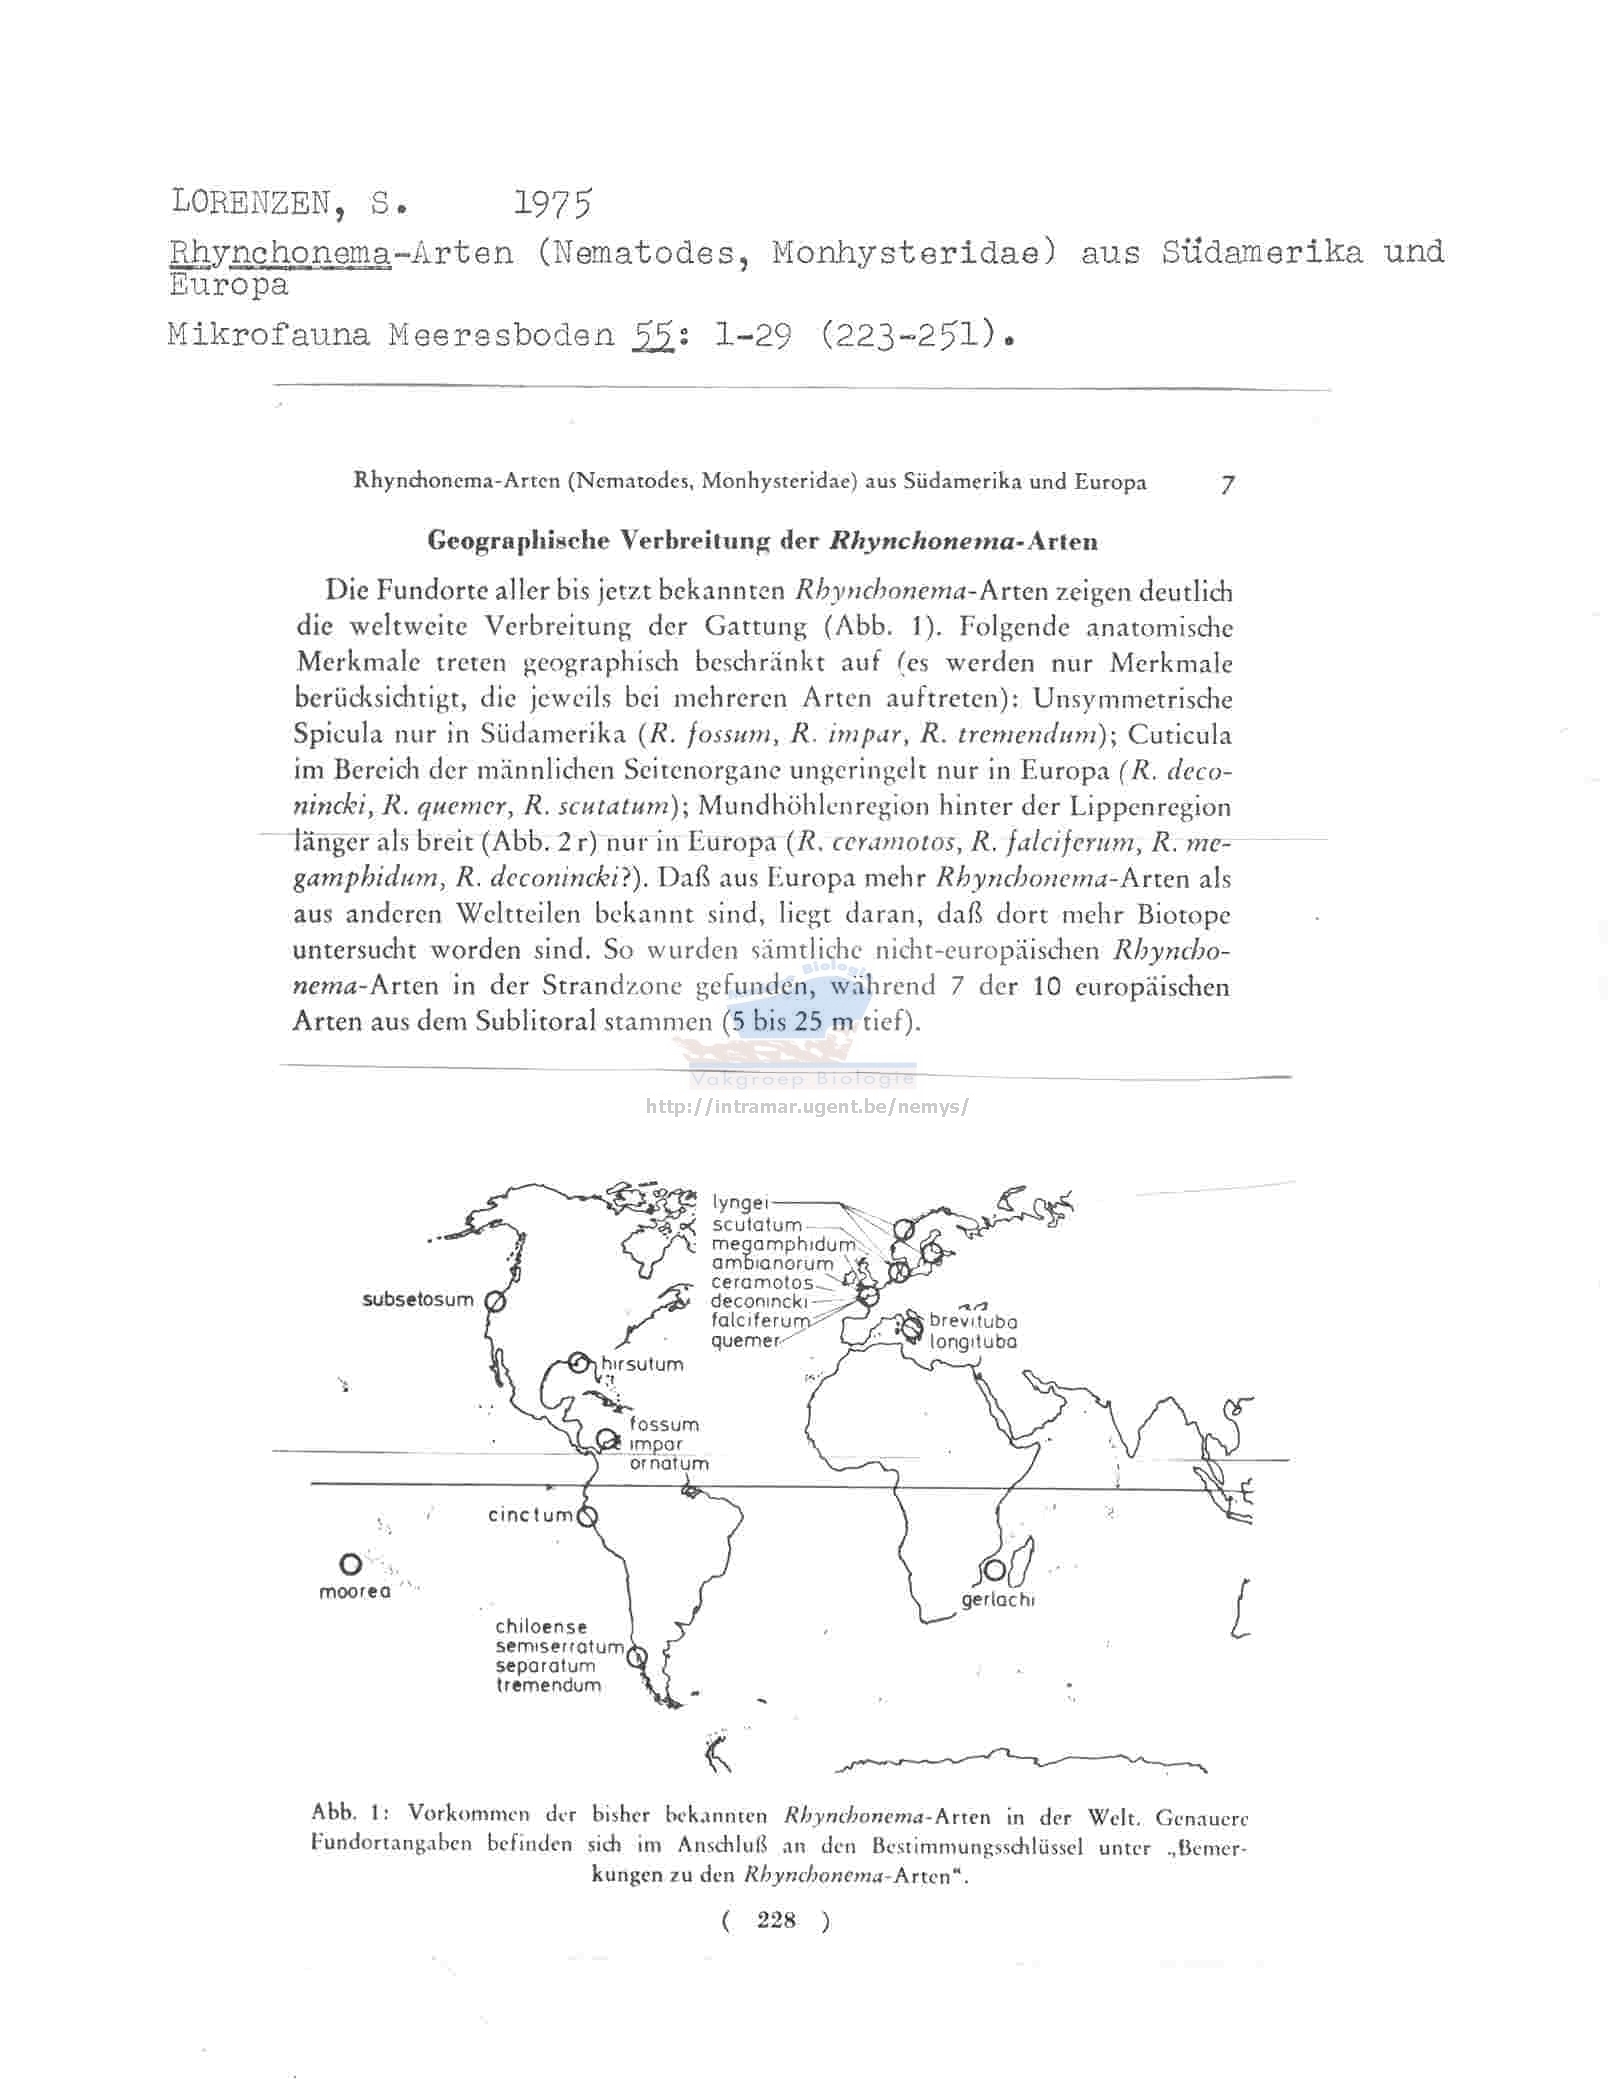 LORENZEN, S. 1975
Rhynchonema-Arten (Nematodes, Monhysteridae) aus Südamerika und
Europa
Mikrofauna Meeresboden 55: 1-29 (223-251).
Rhynchonema-Arten (Nematodes, Monhysteridae) aus Südamerika und Europa 7
Geographische Verbreitung der Rhynchonema-Arten
Die Fundorte aller bis jetzt bekannten Rhynchonema-Arten zeigen deutlich
die weltweite Verbreitung der Gattung (Abb. 1). Folgende anatomische
Merkmale treten geographisch beschränkt auf (es werden nur Merkmale
berücksichtigt, die jeweils bei mehreren Arten auftreten): Unsymmetrische
Spicula nur in Südamerika (R. fossum, R. impar, R. tremendum); Cuticula
im Bereich der männlichen Seitenorgane ungeringelt nur in Europa (R. deco-
nincki, R. quemer, R. scutatum); Mundhöhlenregion hinter der Lippenregion
länger als breit (Abb. 2 r) nur in Europa (R. ceramotos, R. falciferum, R. me-
gamphidum, R. deconincki?). Daß aus Europa mehr Rhynchonema-Arten als
aus anderen Weltteilen bekannt sind, liegt daran, daß dort mehr Biotope
untersucht worden sind. So wurden sämtliche nicht-europäischen Rhyncho-
nema-Arten in der Strandzone gefunden, während 7 der 10 europäischen
Arten aus dem Sublitoral stammen (5 bis 25 m tief).
Biologie
Vakgroep Biologie
http://intramar.ugent.be/nemys/
lyngei
scutatum
megamphidum
ambianorum
ceramotos
deconincki
falciferum
quemer
subsetosum
brevituba
longituba
hirsutum
fossum
impar
ornatum
cinctum
moorea
gerlachi
chiloense
semiserratum
separatum
tremendum
Abb. 1: Vorkommen der bisher bekannten Rhynchonema-Arten in der Welt. Genauere
Fundortangaben befinden sich im Anschluß an den Bestimmungsschlüssel unter „Bemer-
kungen zu den Rhynchonema-Arten“.
( 228 )